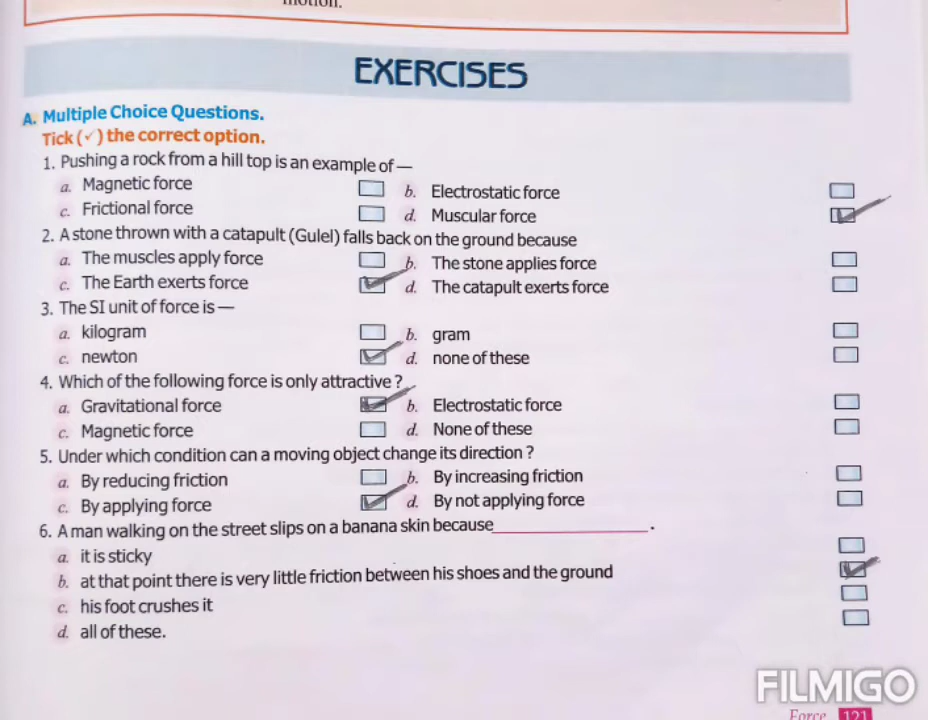 motion.
EXERCISES
A. Multiple Choice Questions.
Tick (✓) the correct option.
1. Pushing a rock from a hill top is an example of —
a. Magnetic force b. Electrostatic force
c. Frictional force d. Muscular force
2. A stone thrown with a catapult (Gulel) falls back on the ground because
a. The muscles apply force b. The stone applies force
c. The Earth exerts force d. The catapult exerts force
3. The SI unit of force is —
a. kilogram b. gram
c. newton d. none of these
4. Which of the following force is only attractive ?
a. Gravitational force b. Electrostatic force
c. Magnetic force d. None of these
5. Under which condition can a moving object change its direction ?
a. By reducing friction b. By increasing friction
c. By applying force d. By not applying force
6. A man walking on the street slips on a banana skin because_______________.
a. it is sticky
b. at that point there is very little friction between his shoes and the ground
c. his foot crushes it
d. all of these.
FILMIGO
Force 121